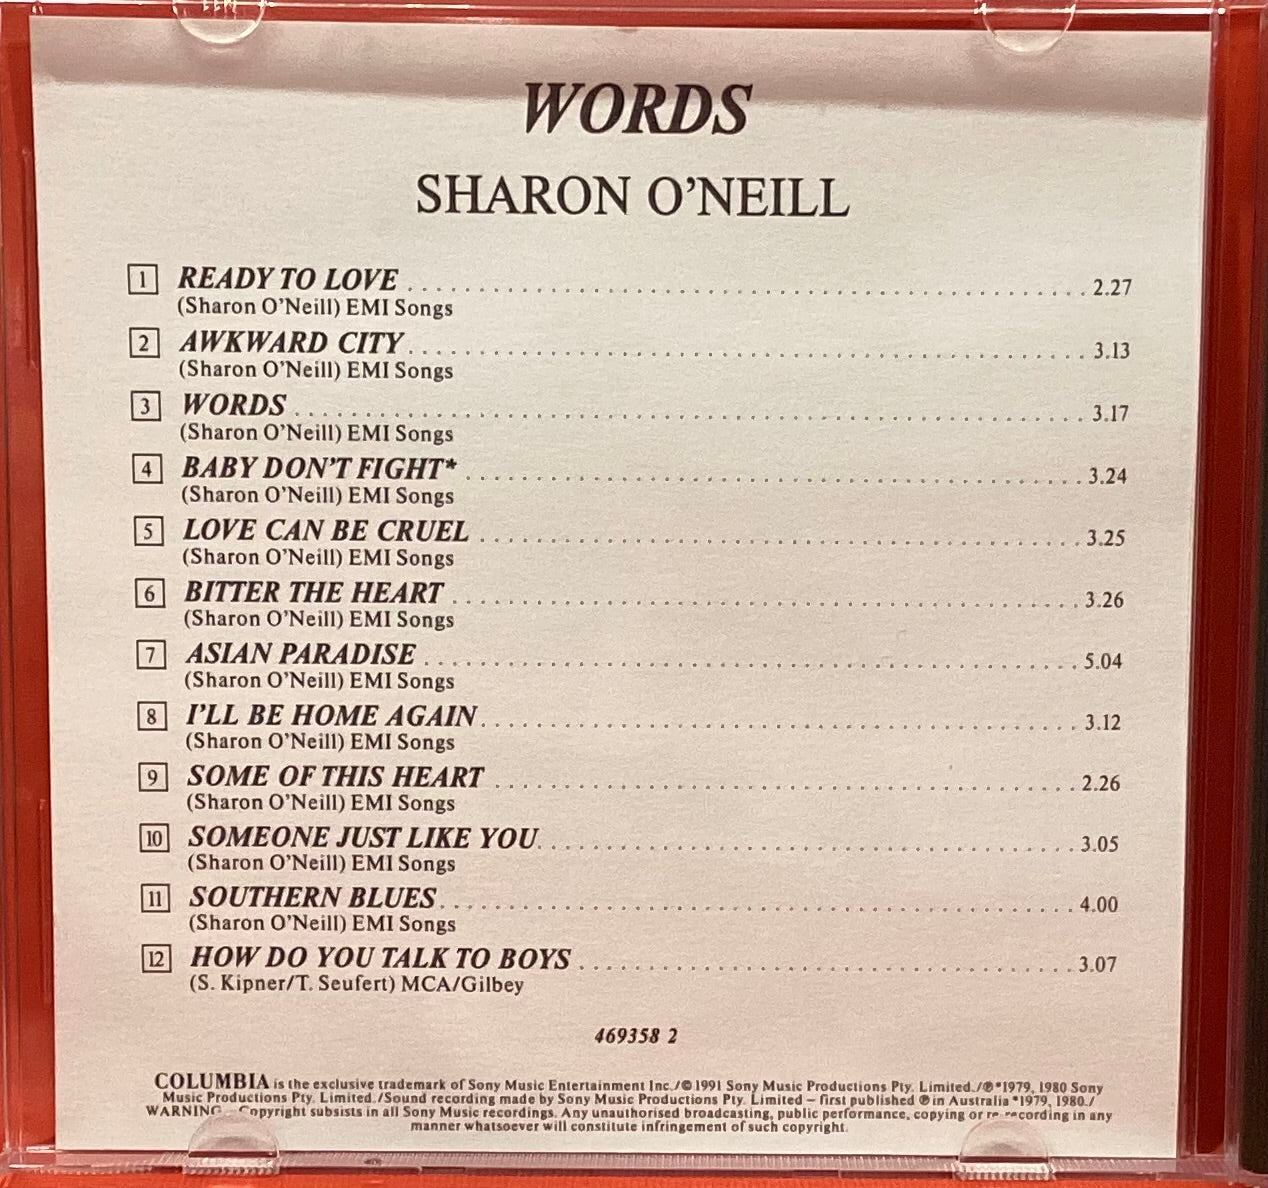 WORDS
SHARON O'NEILL
1 READY TO LOVE 2.27
(Sharon O'Neill) EMI Songs
2 AWKWARD CITY 3.13
(Sharon O'Neill) EMI Songs
3 WORDS 3.17
(Sharon O'Neill) EMI Songs
4 BABY DON'T FIGHT* 3.24
(Sharon O'Neill) EMI Songs
5 LOVE CAN BE CRUEL 3.25
(Sharon O'Neill) EMI Songs
6 BITTER THE HEART 3.26
(Sharon O'Neill) EMI Songs
7 ASIAN PARADISE 5.04
(Sharon O'Neill) EMI Songs
8 I'LL BE HOME AGAIN 3.12
(Sharon O'Neill) EMI Songs
9 SOME OF THIS HEART 2.26
(Sharon O'Neill) EMI Songs
10 SOMEONE JUST LIKE YOU 3.05
(Sharon O'Neill) EMI Songs
11 SOUTHERN BLUES 4.00
(Sharon O'Neill) EMI Songs
12 HOW DO YOU TALK TO BOYS 3.07
(S. Kipner/T. Seufert) MCA/Gilbey
469358 2
COLUMBIA is the exclusive trademark of Sony Music Entertainment Inc./© 1991 Sony Music Productions Pty. Limited./℗*1979, 1980 Sony
Music Productions Pty. Limited./Sound recording made by Sony Music Productions Pty. Limited – first published ℗ in Australia *1979, 1980./
WARNING – Copyright subsists in all Sony Music recordings. Any unauthorised broadcasting, public performance, copying or re-recording in any
manner whatsoever will constitute infringement of such copyright.